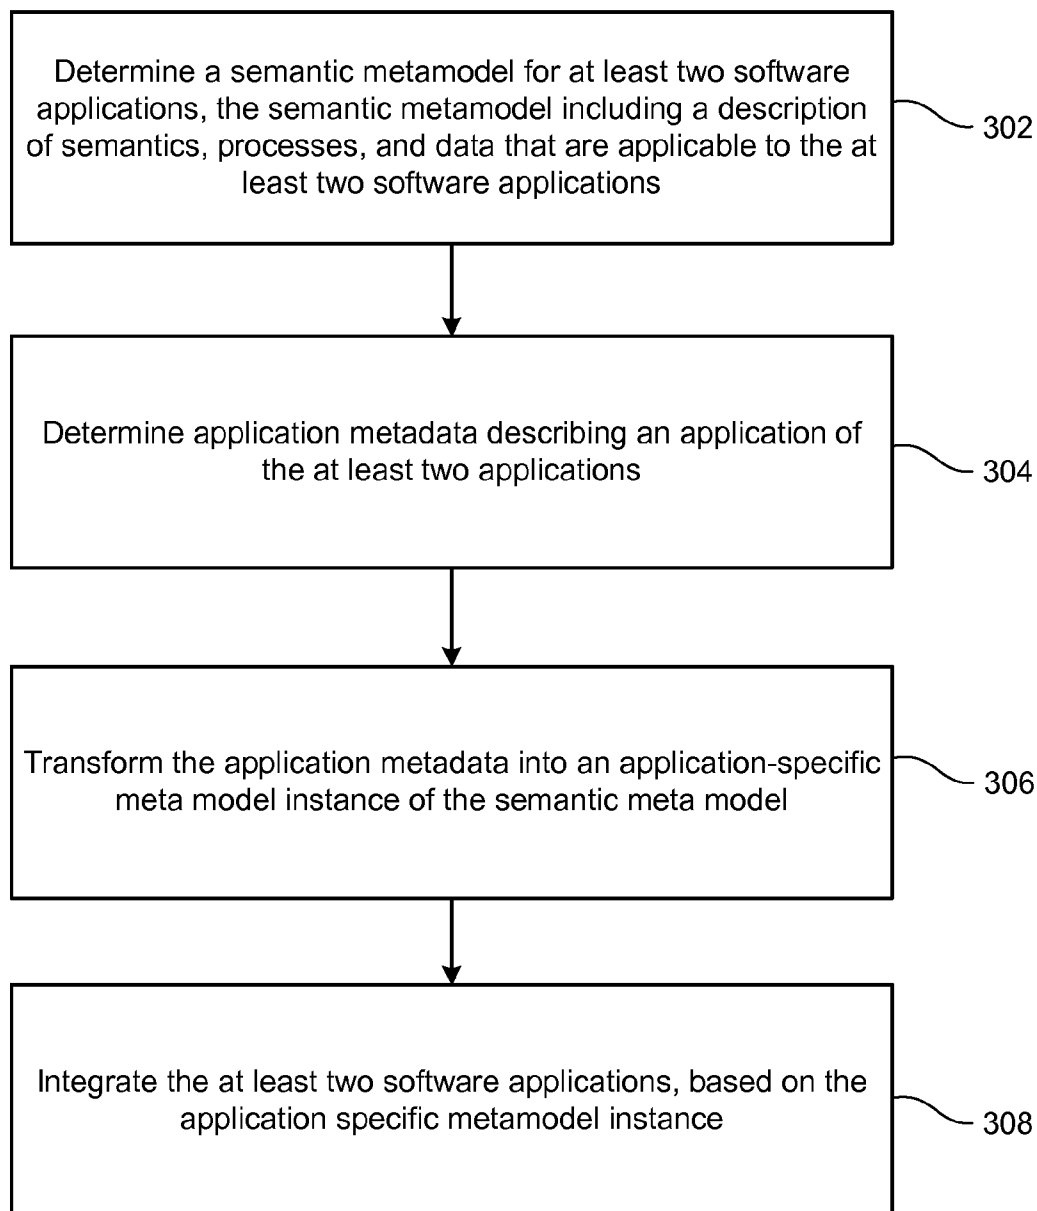 Determine a semantic metamodel for at least two software
applications, the semantic metamodel including a description
of semantics, processes, and data that are applicable to the at
least two software applications
302
Determine application metadata describing an application of
the at least two applications
304
Transform the application metadata into an application-specific
meta model instance of the semantic meta model
306
Integrate the at least two software applications, based on the
application specific metamodel instance
308